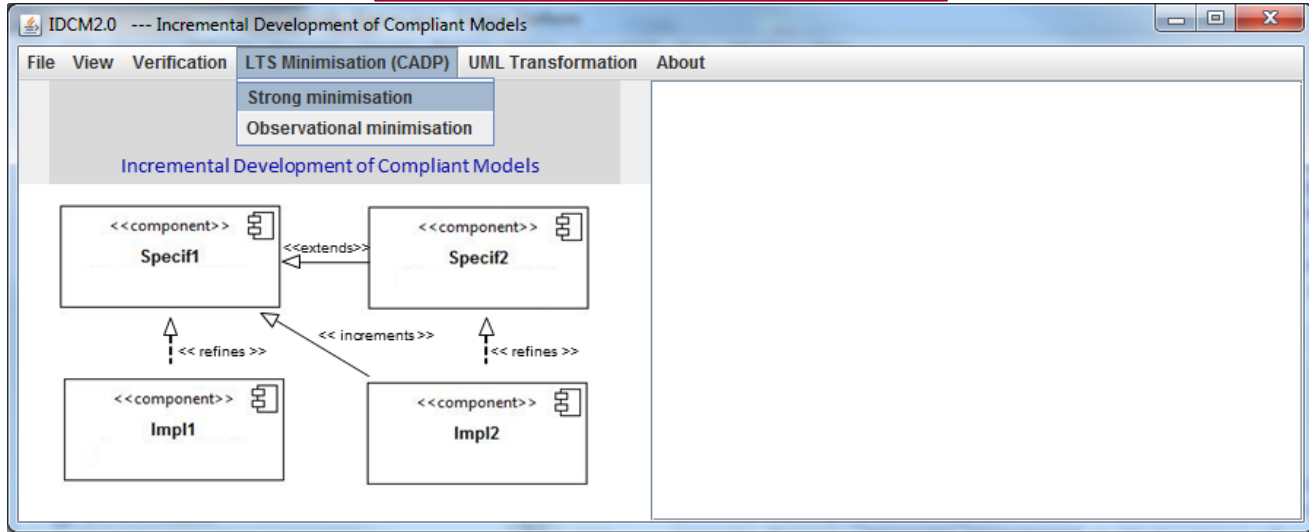 IDCM2.0 --- Incremental Development of Compliant Models
File View Verification LTS Minimisation (CADP) UML Transformation About
Strong minimisation
Observational minimisation
Incremental Development of Compliant Models
<<component>>
Specif1
<<extends>>
<<component>>
Specif2
<< refines >>
<< increments >>
<< refines >>
<<component>>
Impl1
<<component>>
Impl2